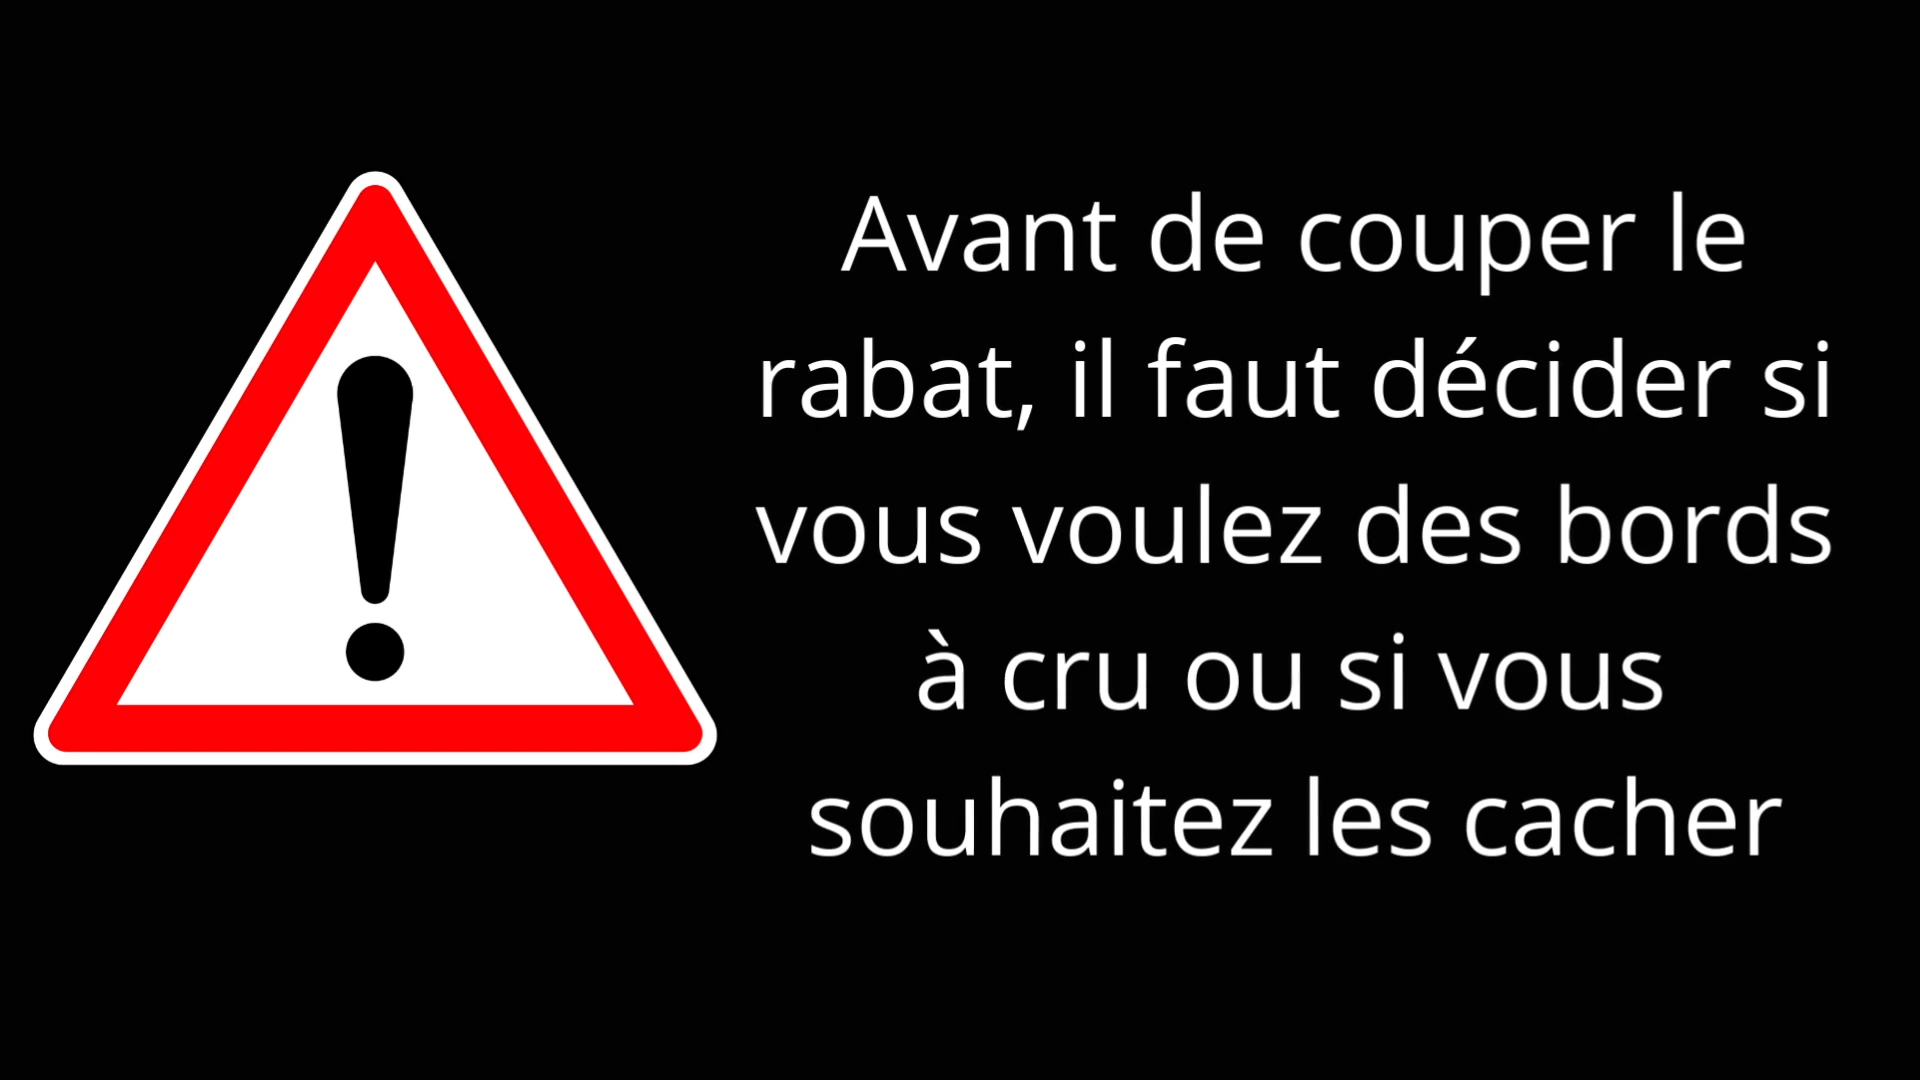 Avant de couper le
rabat, il faut décider si
vous voulez des bords
à cru ou si vous
souhaitez les cacher